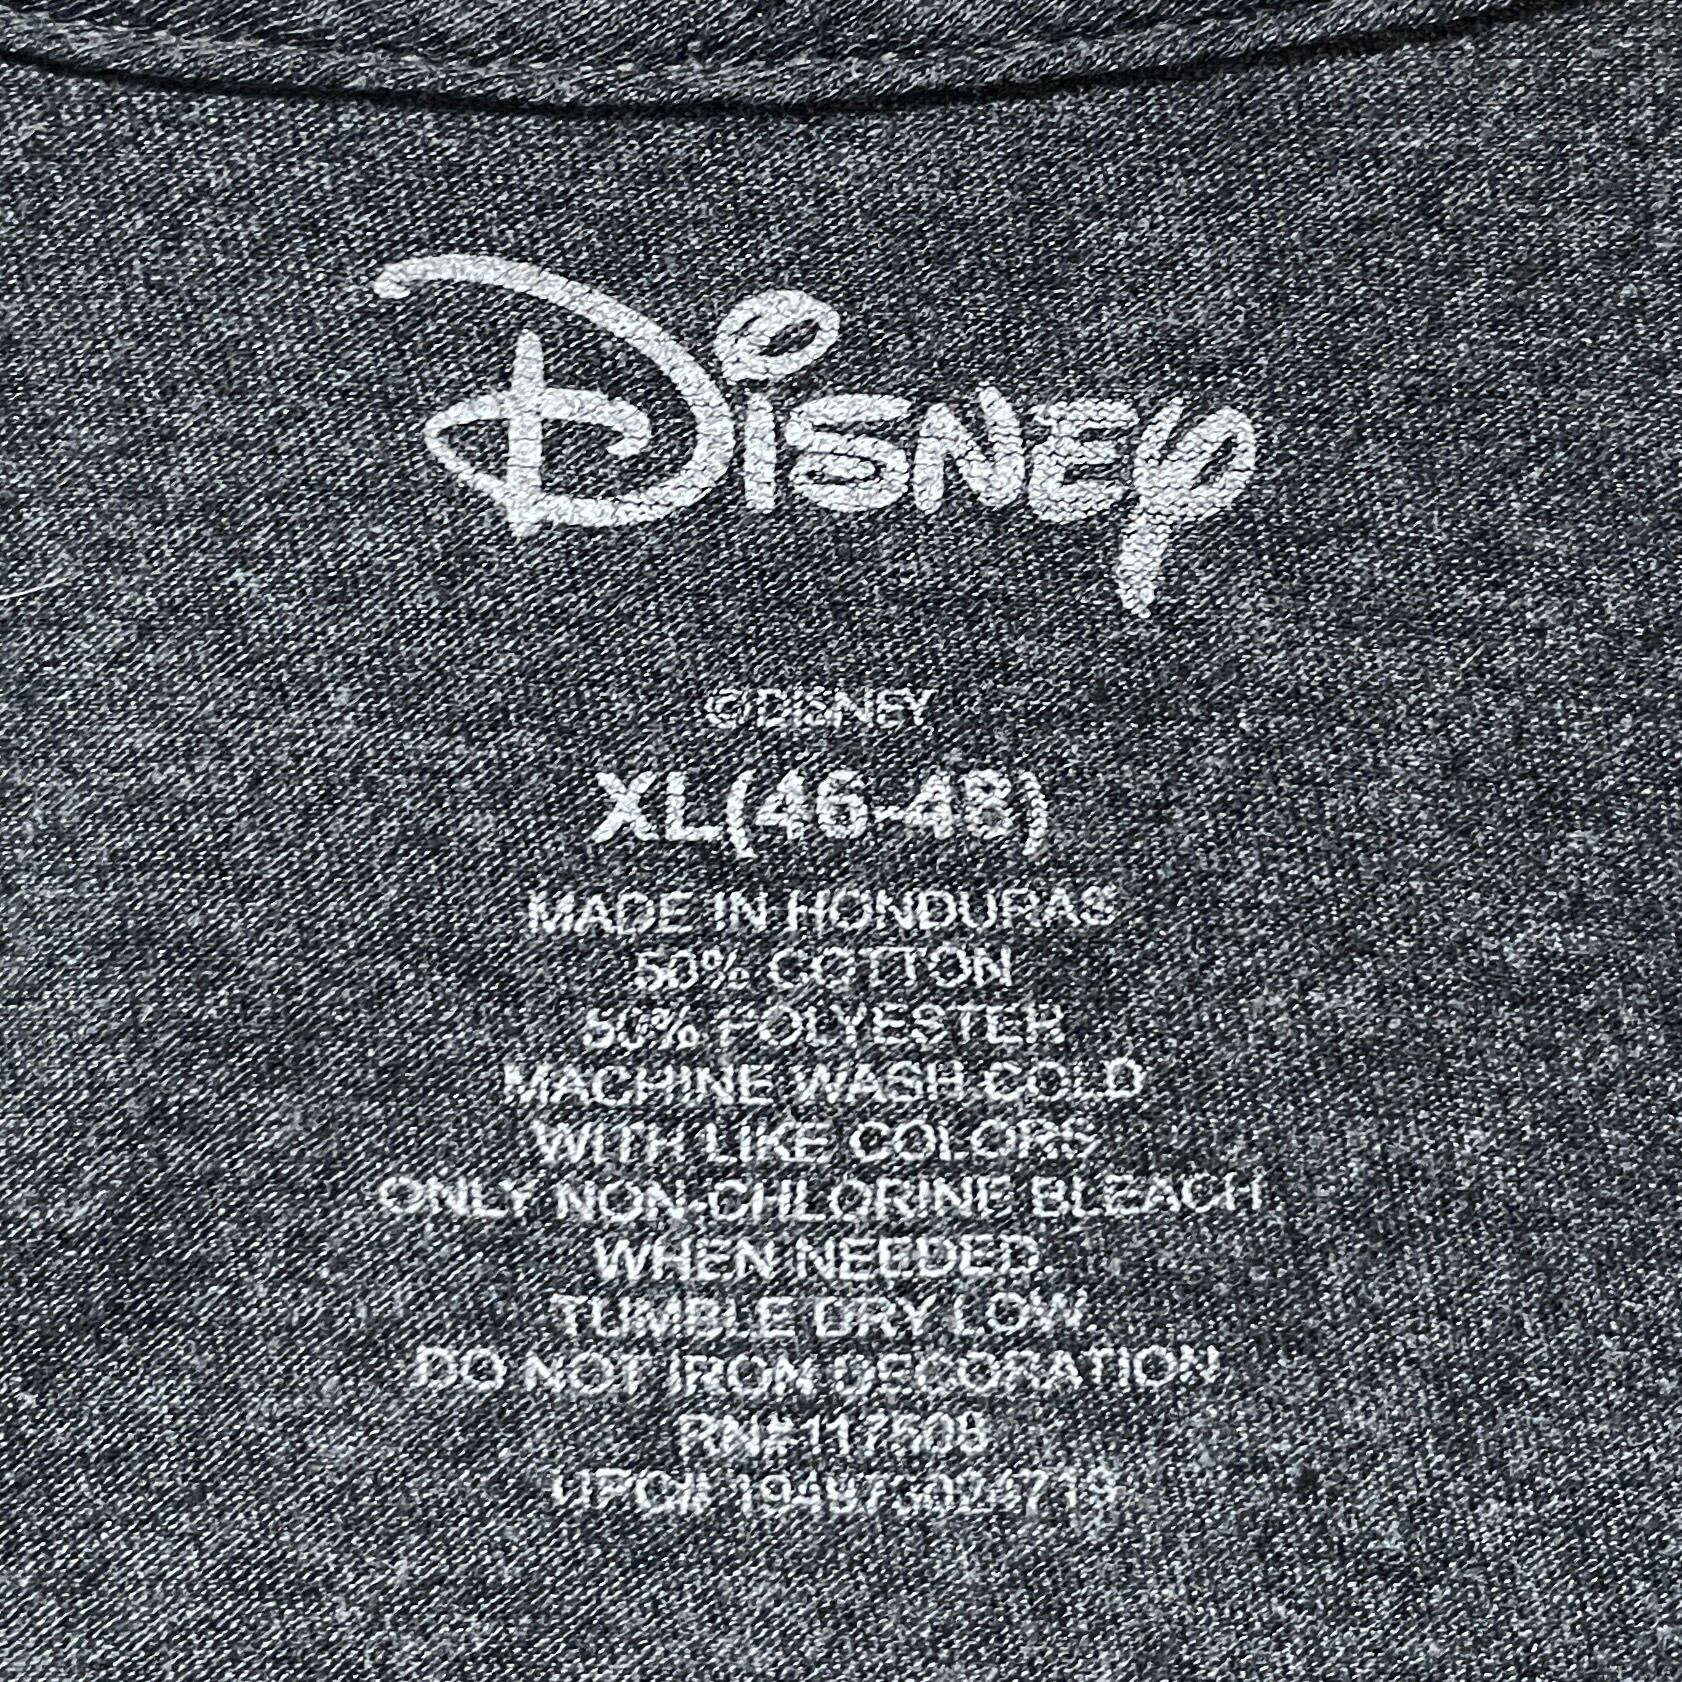 Disney
©DISNEY
XL(46-48)
MADE IN HONDURAS
50% COTTON
50% POLYESTER
MACHINE WASH COLD
WITH LIKE COLORS
ONLY NON-CHLORINE BLEACH
WHEN NEEDED.
TUMBLE DRY LOW.
DO NOT IRON DECORATION
RN#117508
UPC#